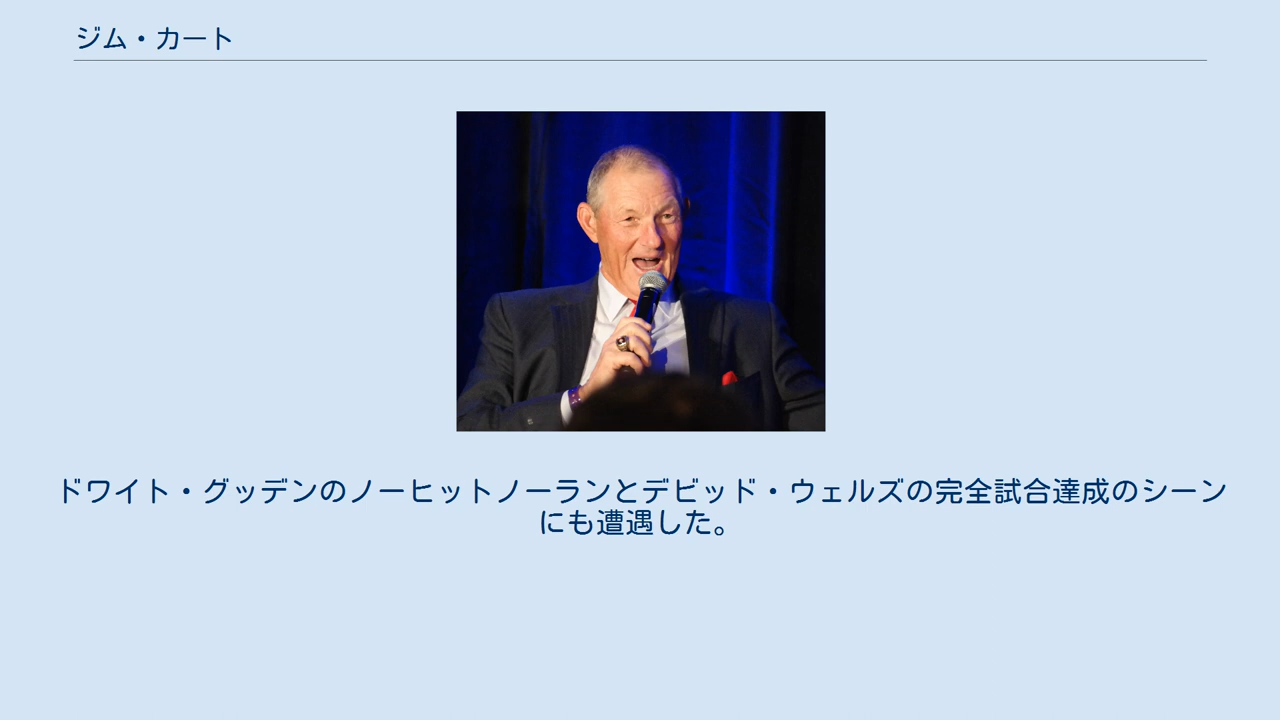 ジム・カート
ドワイト・グッデンのノーヒットノーランとデビッド・ウェルズの完全試合達成のシーン
にも遭遇した。